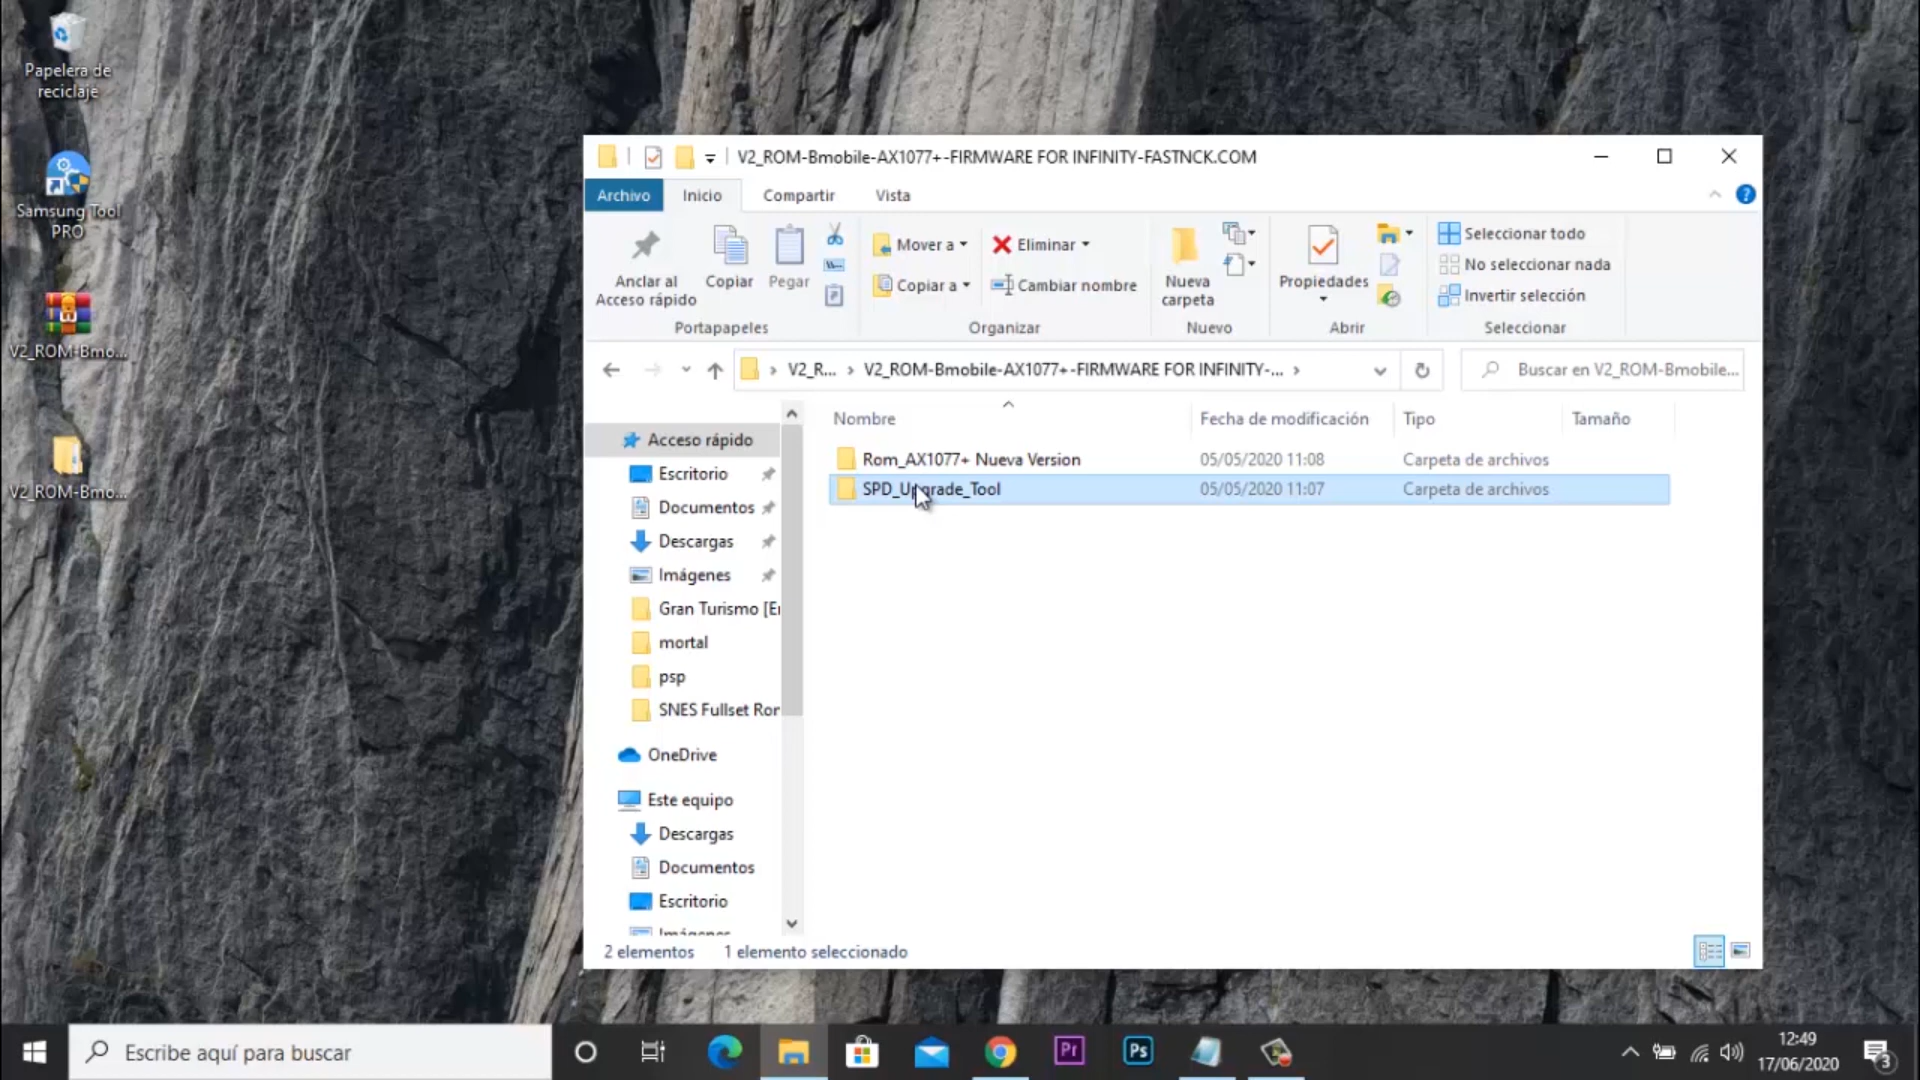 Papelera de
reciclaje
Samsung Tool
PRO
V2_ROM-Bmo...
V2_ROM-Bmo...
V2_ROM-Bmobile-AX1077+-FIRMWARE FOR INFINITY-FASTNCK.COM
Archivo Inicio Compartir Vista
Anclar al
Acceso rápido
Copiar
Pegar
Portapapeles
Mover a
Copiar a
Eliminar
Cambiar nombre
Organizar
Nueva
carpeta
Nuevo
Propiedades
Abrir
Seleccionar todo
No seleccionar nada
Invertir selección
Seleccionar
V2_R... › V2_ROM-Bmobile-AX1077+-FIRMWARE FOR INFINITY-... ›
Buscar en V2_ROM-Bmobile...
Nombre Fecha de modificación Tipo Tamaño
Rom_AX1077+ Nueva Version 05/05/2020 11:08 Carpeta de archivos
SPD_Upgrade_Tool 05/05/2020 11:07 Carpeta de archivos
Acceso rápido
Escritorio
Documentos
Descargas
Imágenes
Gran Turismo [E
mortal
psp
SNES Fullset Ror
OneDrive
Este equipo
Descargas
Documentos
Escritorio
Imágenes
2 elementos 1 elemento seleccionado
Escribe aquí para buscar
Pr
Ps
12:49
17/06/2020
3